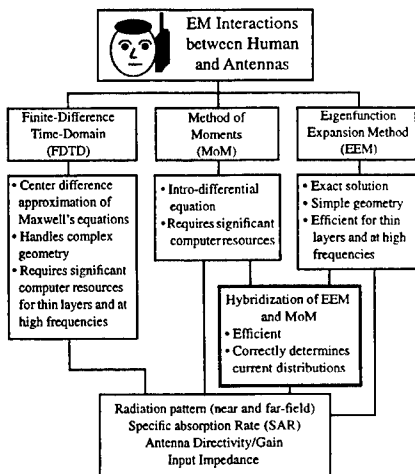 EM Interactions
between Human
and Antennas
Finite-Difference
Time-Domain
(FDTD)
• Center difference
approximation of
Maxwell's equations
• Handles complex
geometry
• Requires significant
computer resources
for thin layers and at
high frequencies
Method of
Moments
(MoM)
• Intro-differential
equation
• Requires significant
computer resources
Eigenfunction
Expansion Method
(EEM)
• Exact solution
• Simple geometry
• Efficient for thin
layers and at high
frequencies
Hybridization of EEM
and MoM
• Efficient
• Correctly determines
current distributions
Radiation pattern (near and far-field)
Specific absorption Rate (SAR)
Antenna Directivity/Gain
Input Impedance